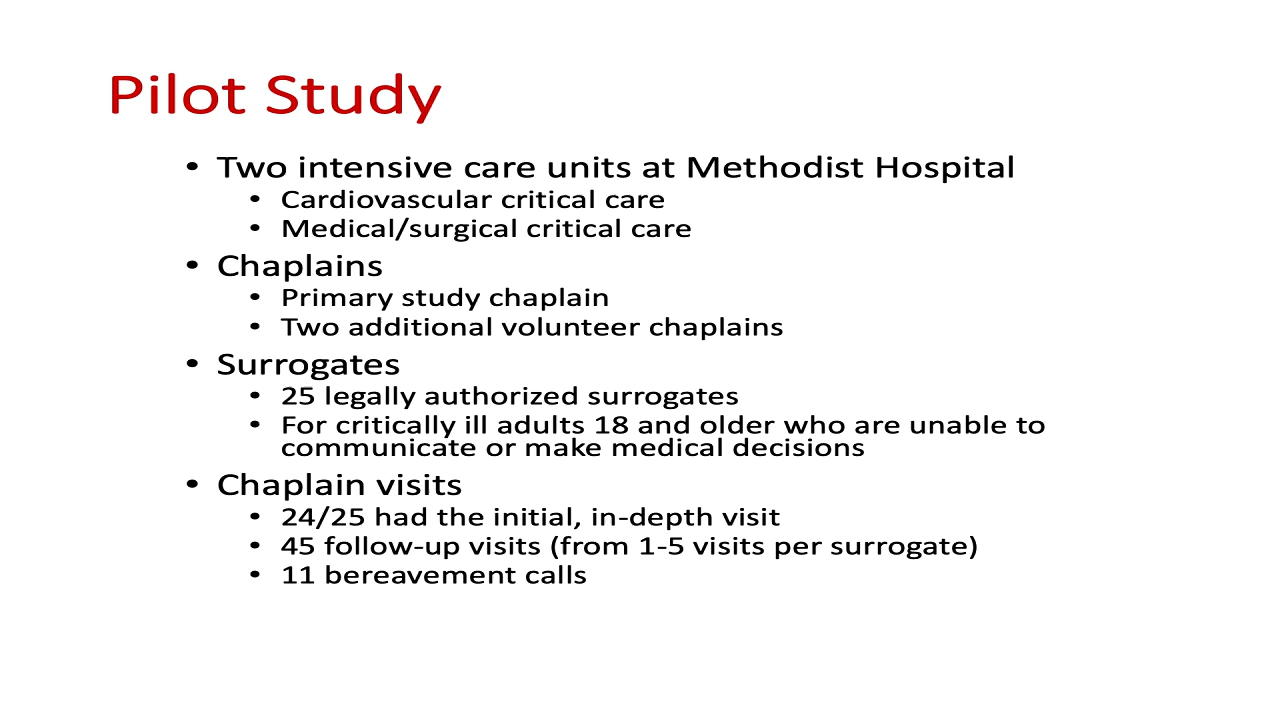 Pilot Study
• Two intensive care units at Methodist Hospital
• Cardiovascular critical care
• Medical/surgical critical care
• Chaplains
• Primary study chaplain
• Two additional volunteer chaplains
• Surrogates
• 25 legally authorized surrogates
• For critically ill adults 18 and older who are unable to
communicate or make medical decisions
• Chaplain visits
• 24/25 had the initial, in-depth visit
• 45 follow-up visits (from 1-5 visits per surrogate)
• 11 bereavement calls